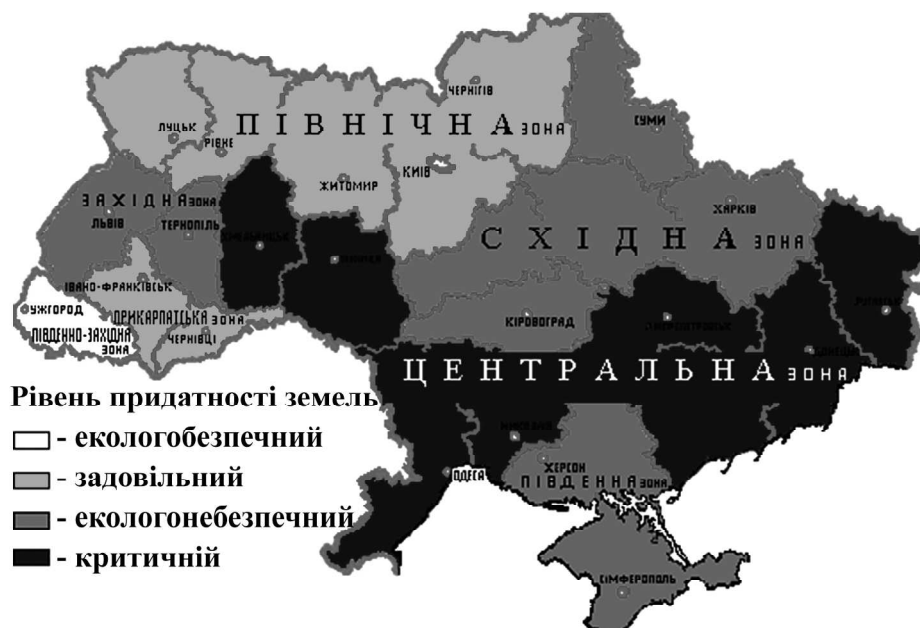 ЧЕРНІГІВ
ПІВНІЧНА ЗОНА
СУМИ
ЛУЦЬК
РІВНЕ
КИЇВ
ЖИТОМИР
ЗАХІДНА ЗОНА
ЛЬВІВ
ТЕРНОПІЛЬ
ХАРКІВ
СХІДНА ЗОНА
ІВАНО-ФРАНКІВСЬК
УЖГОРОД
ПРИКАРПАТСЬКА ЗОНА
КІРОВОГРАД
ПІВДЕННО-ЗАХІДНА
ЗОНА
ЧЕРНІВЦІ
ЦЕНТРАЛЬНА ЗОНА
Рівень придатності земель
- екологобезпечний
- задовільний
- екологонебезпечний
- критичній
ОДЕСА
ХЕРСОН
ПІВДЕННА ЗОНА
СІМФЕРОПОЛЬ